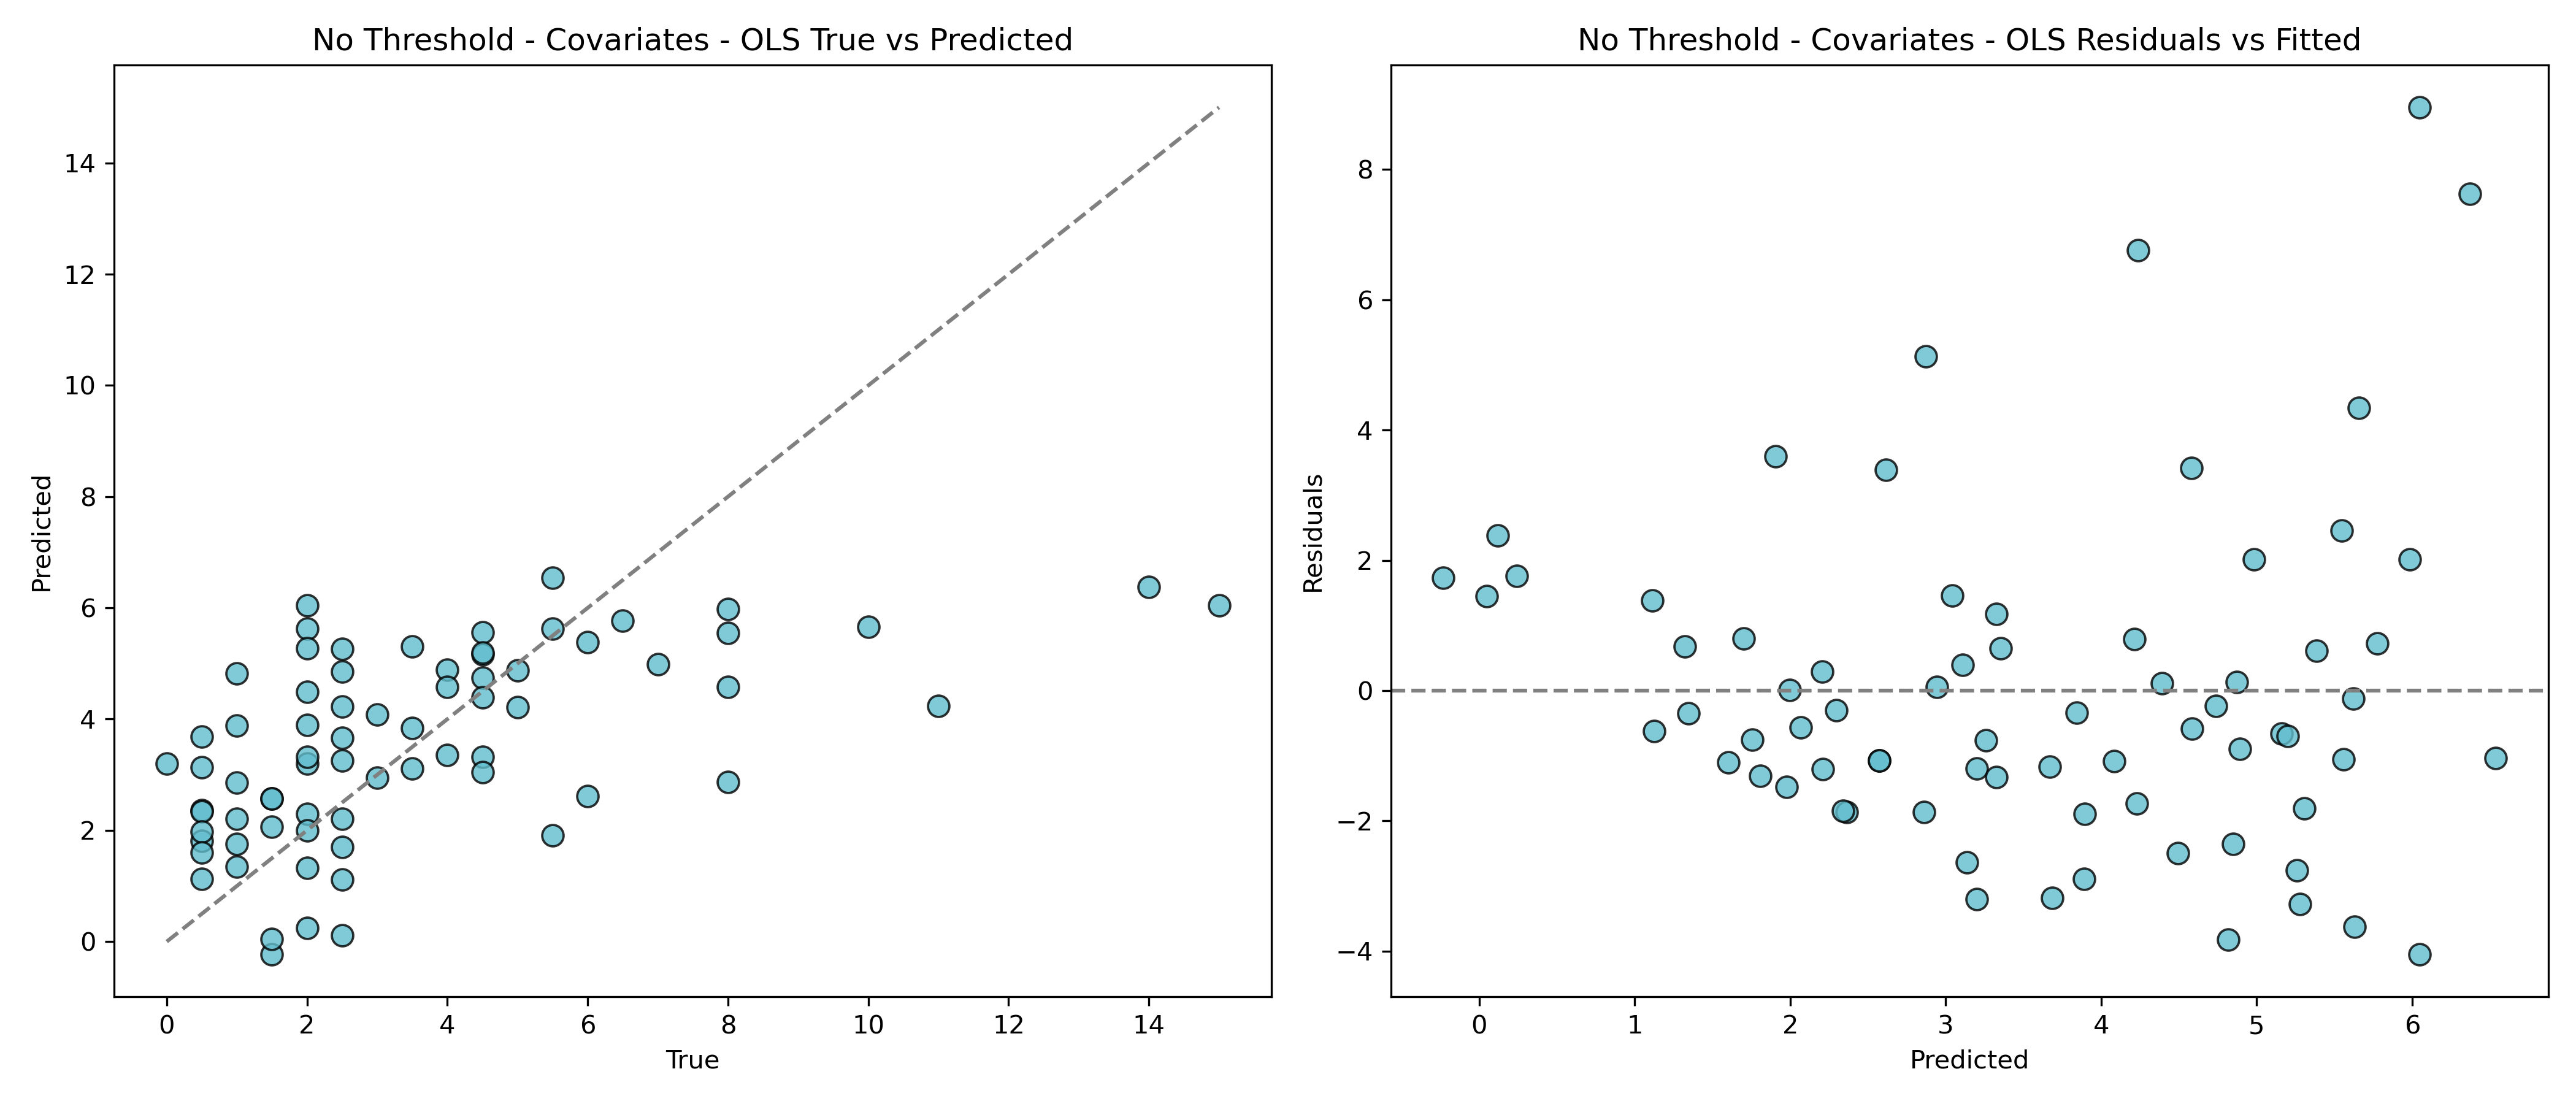 No Threshold - Covariates - OLS True vs Predicted
14
12
10
8
6
4
2
0
Predicted
0 2 4 6 8 10 12 14
True
No Threshold - Covariates - OLS Residuals vs Fitted
8
6
4
2
0
−2
−4
Residuals
0 1 2 3 4 5 6
Predicted